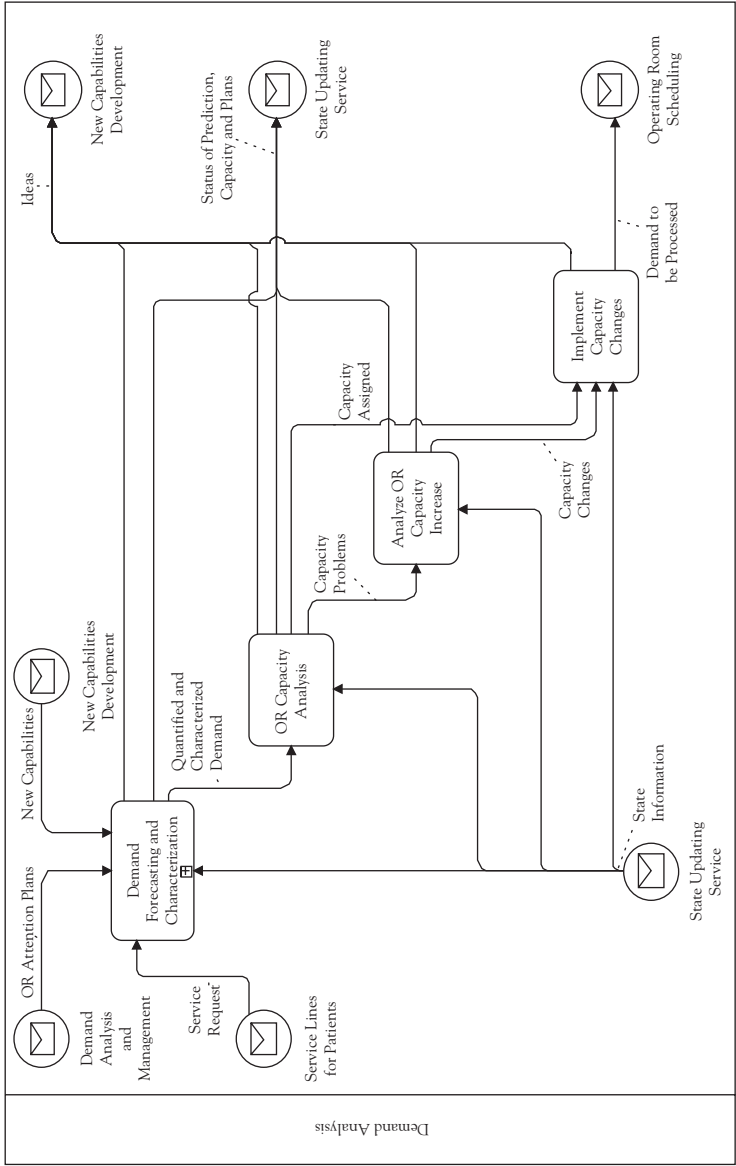 Demand Analysis
OR Attention Plans
Demand
Analysis
and
Management
Service
Request
Service Lines
for Patients
New Capabilities
New Capabilities
Development
Demand
Forecasting and
Characterization
Quantified and
Characterized
Demand
OR Capacity
Analysis
Capacity
Problems
Analyze OR
Capacity
Increase
Capacity
Assigned
Capacity
Changes
Implement
Capacity
Changes
State
Information
State Updating
Service
Ideas
New Capabilities
Development
Status of Prediction,
Capacity and Plans
State Updating
Service
Demand to
be Processed
Operating Room
Scheduling